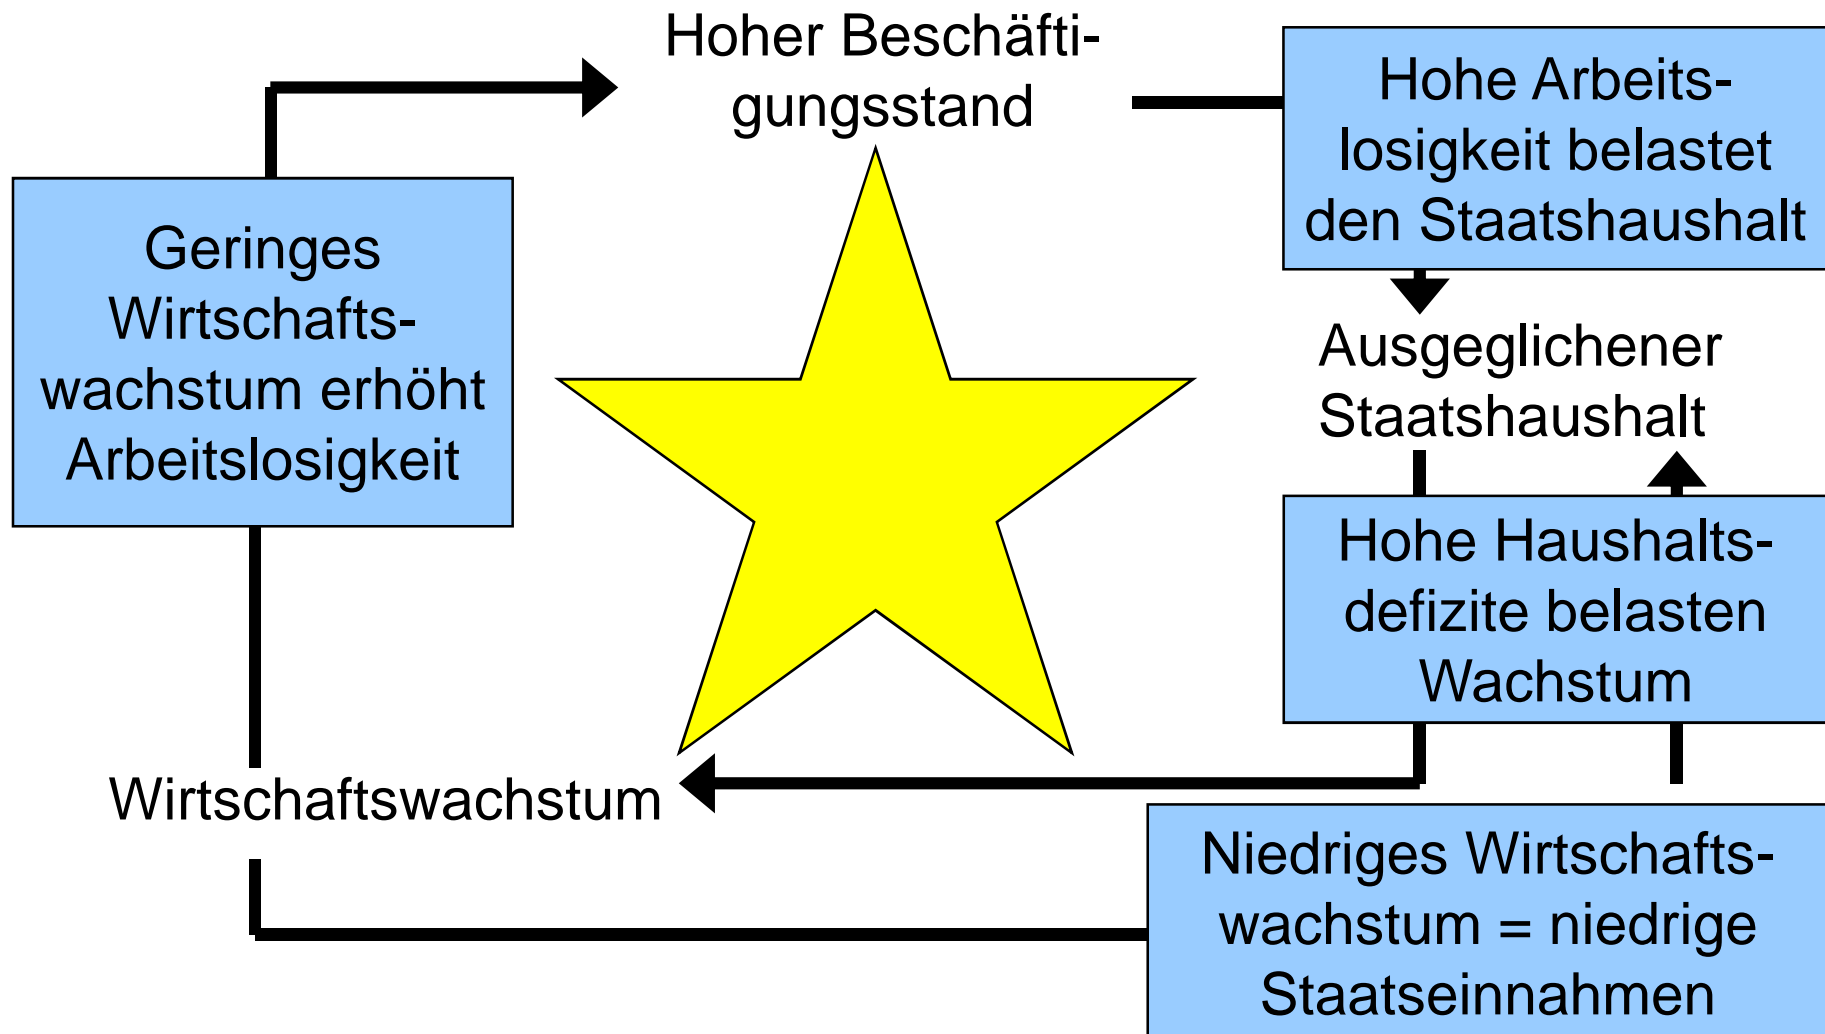 Hoher Beschäfti-
gungsstand
Hohe Arbeits-
losigkeit belastet
den Staatshaushalt
Geringes
Wirtschafts-
wachstum erhöht
Arbeitslosigkeit
Ausgeglichener
Staatshaushalt
Hohe Haushalts-
defizite belasten
Wachstum
Wirtschaftswachstum
Niedriges Wirtschafts-
wachstum = niedrige
Staatseinnahmen